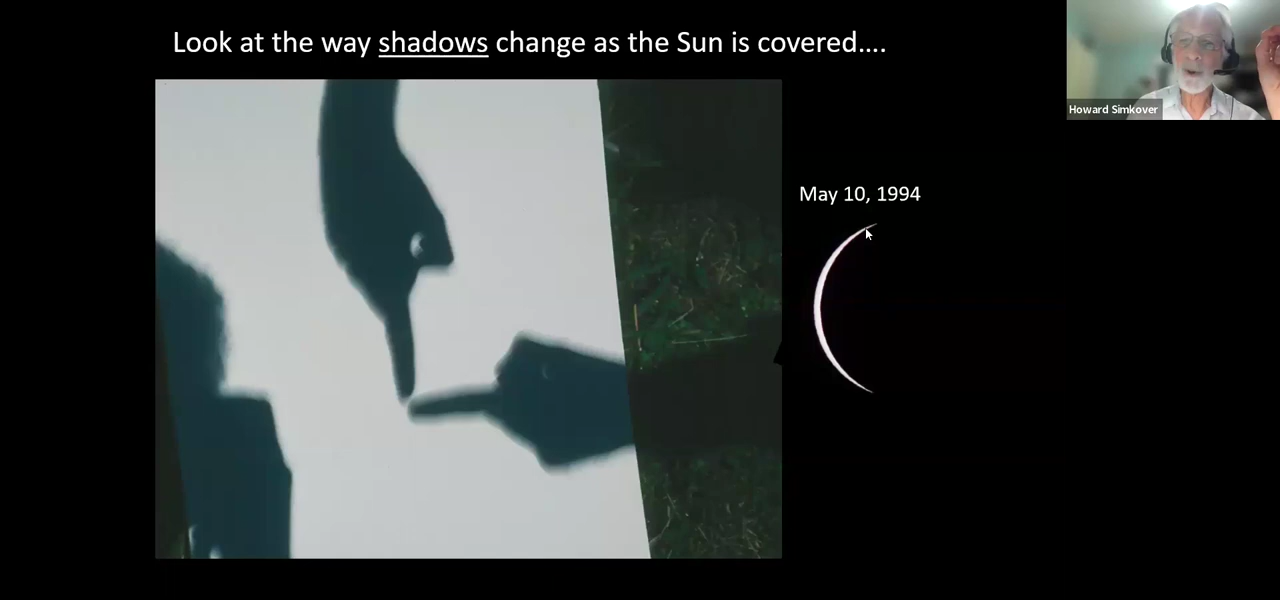 Look at the way shadows change as the Sun is covered....
Howard Simkover
May 10, 1994